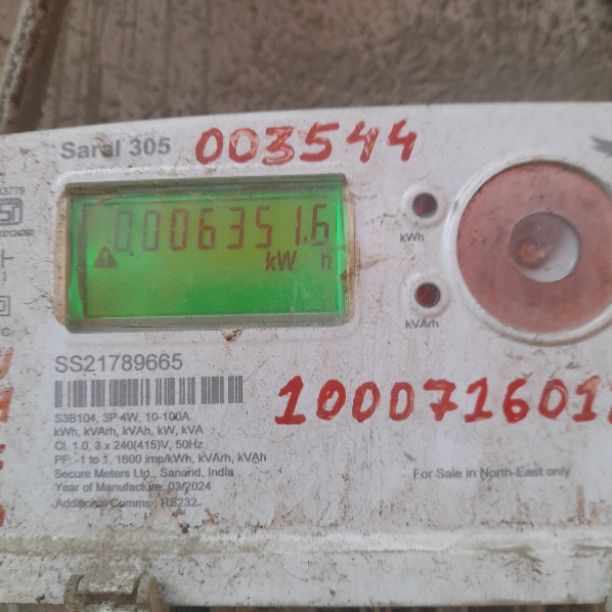 Saral 305
003544
0006351.6
kW h
kWh
kVArh
SS21789665
S3B104, 3P 4W, 10-100A
kWh, kVArh, kVAh, kW, kVA
Cl. 1.0, 3 x 240(415)V, 50Hz
PF: -1 to 1, 1600 imp/kWh, kVArh, kVAh
Secure Meters Ltd., Sanand, India
Year of Manufacture: 03/2024
Additional Comms.: RS232
100071601
For Sale in North-East only